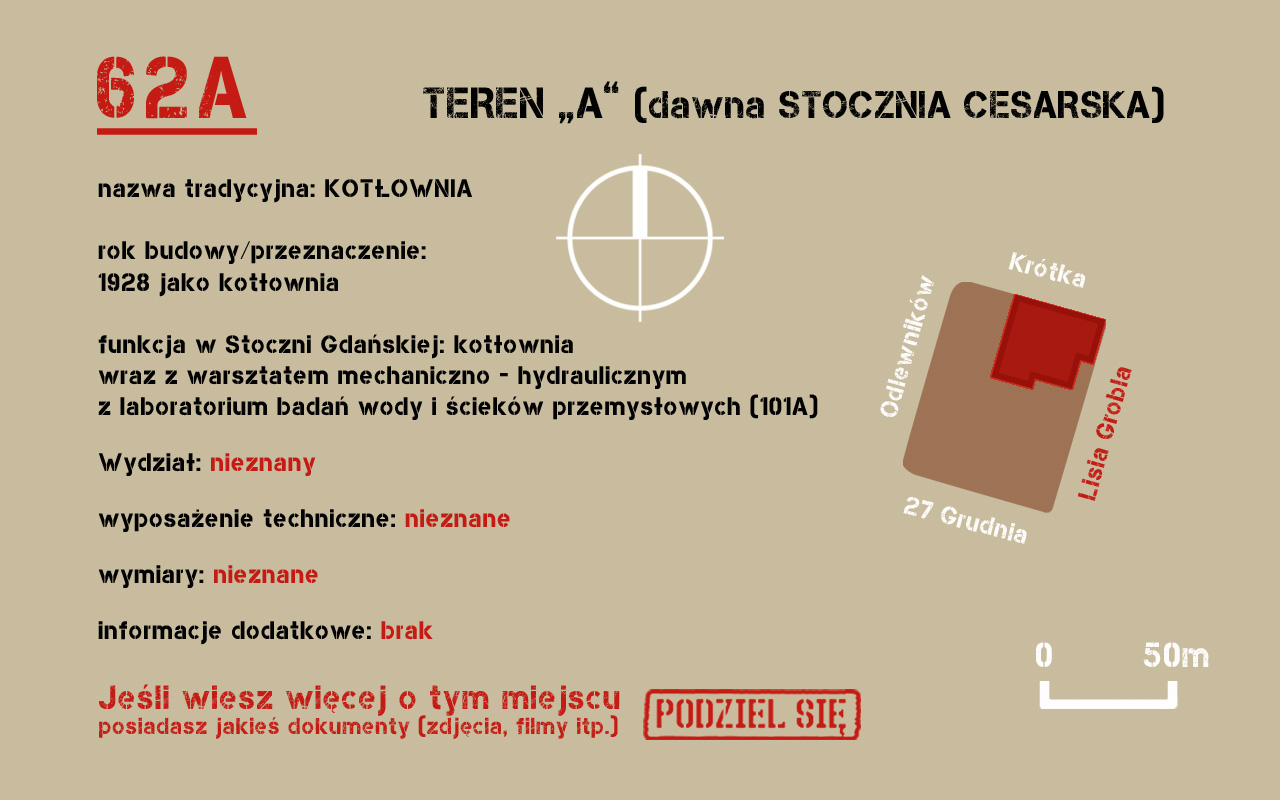 62A
TEREN „A“ (dawna STOCZNIA CESARSKA)
nazwa tradycyjna: KOTŁOWNIA
rok budowy/przeznaczenie:
1928 jako kotłownia
funkcja w Stoczni Gdańskiej: kotłownia
wraz z warsztatem mechaniczno - hydraulicznym
z laboratorium badań wody i ścieków przemysłowych (101A)
Wydział: nieznany
wyposażenie techniczne: nieznane
wymiary: nieznane
informacje dodatkowe: brak
Jeśli wiesz więcej o tym miejscu
posiadasz jakieś dokumenty (zdjęcia, filmy itp.)
PODZIEL SIĘ
Krótka
Odlewników
Lisia Grobla
27 Grudnia
0 50m